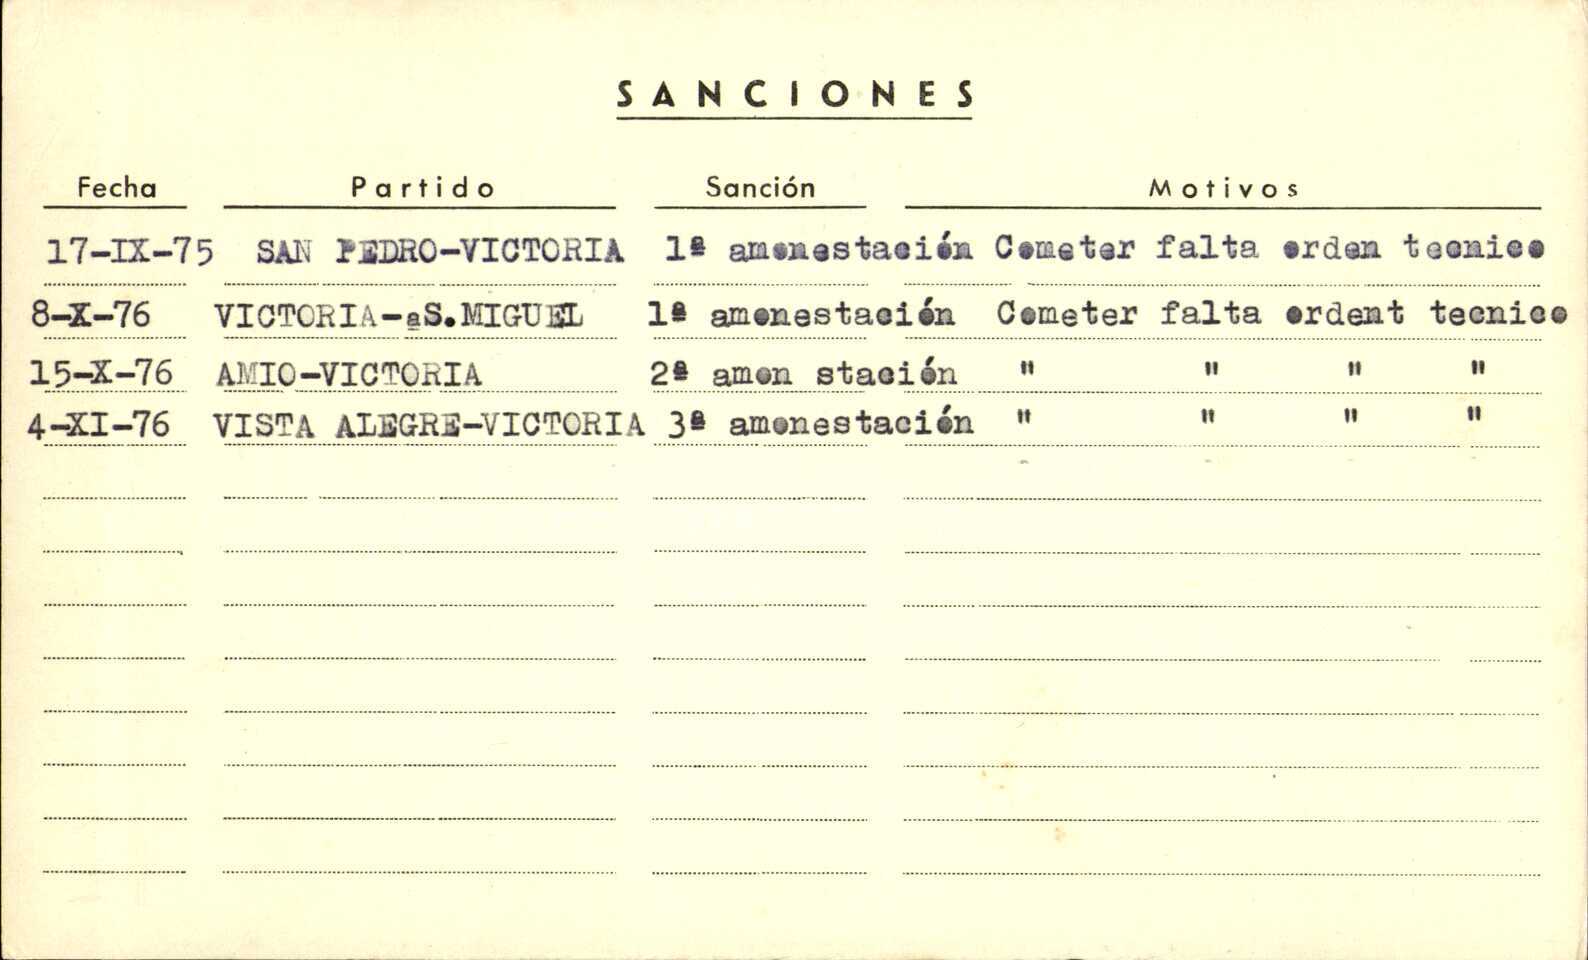 SANCIONES
Fecha Partido Sanción Motivos
17-IX-75 SAN PEDRO-VICTORIA 1ª amonestación Cometer falta orden tecnico
8-X-76 VICTORIA-aS.MIGUEL 1ª amonestación Cometer falta ordent tecnico
15-X-76 AMIO-VICTORIA 2ª amon stación " " " "
4-XI-76 VISTA ALEGRE-VICTORIA 3ª amonestación " " " "